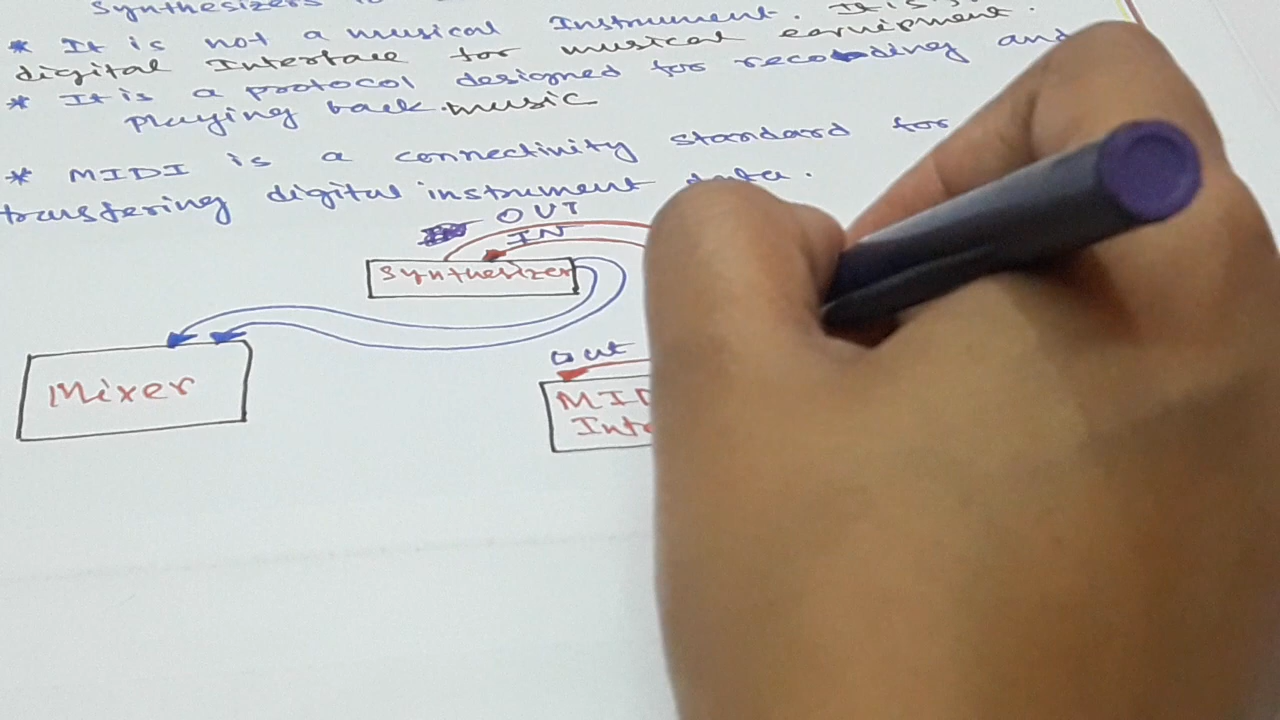 Synthesizers
* It is not a musical Instrument. It is
digital Interface for musical equipment.
* It is a protocol designed for recording and
playing back music
* MIDI is a connectivity standard for
transfering digital instrument data.
OUT
IN
Synthesizer
Out
Mixer
MID
Inte